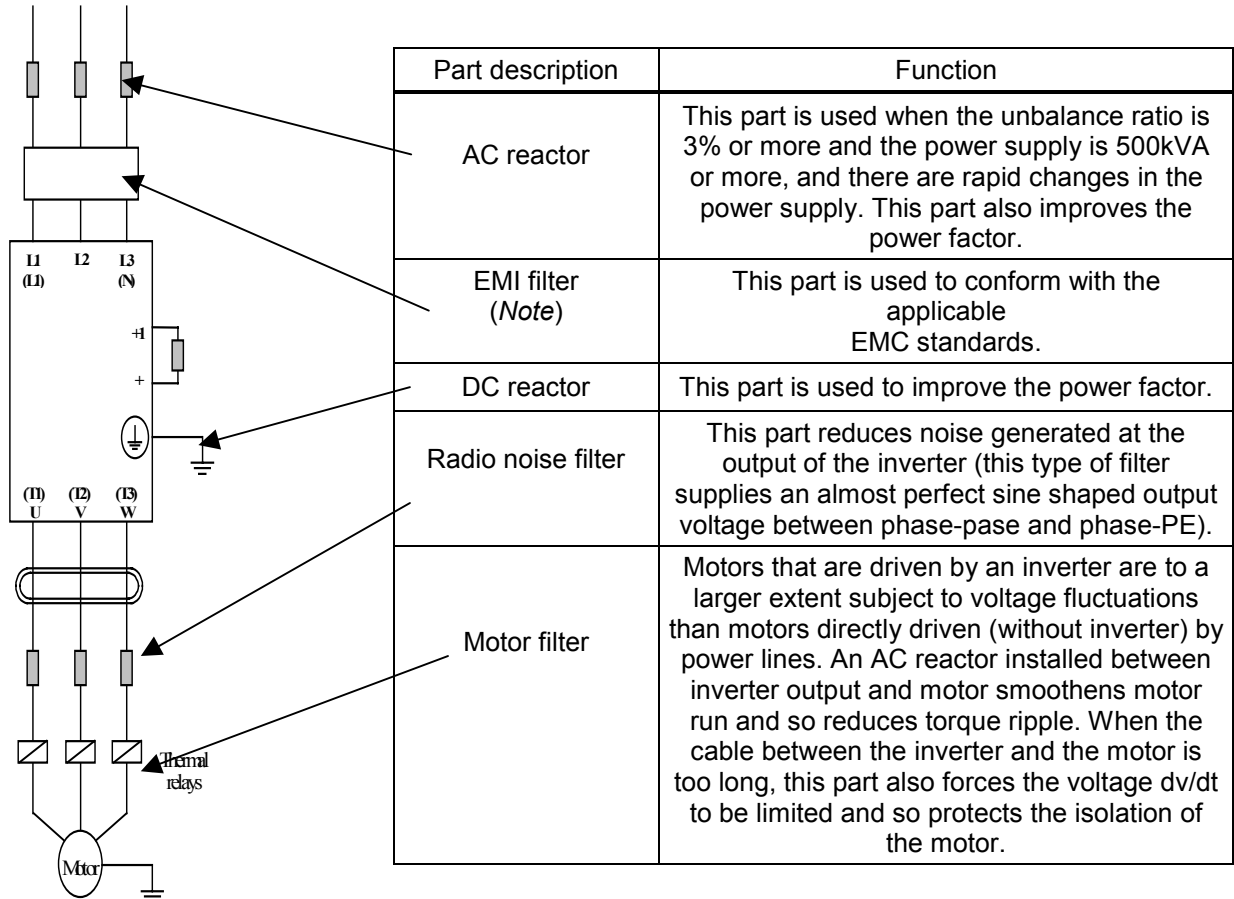 L1 L2 L3
(L1) (N)
+1
+
(T1) (T2) (T3)
U V W
Thermal
relays
Motor
Part description Function
AC reactor
This part is used when the unbalance ratio is
3% or more and the power supply is 500kVA
or more, and there are rapid changes in the
power supply. This part also improves the
power factor.
EMI filter
(Note)
This part is used to conform with the
applicable
EMC standards.
DC reactor
This part is used to improve the power factor.
Radio noise filter
This part reduces noise generated at the
output of the inverter (this type of filter
supplies an almost perfect sine shaped output
voltage between phase-pase and phase-PE).
Motor filter
Motors that are driven by an inverter are to a
larger extent subject to voltage fluctuations
than motors directly driven (without inverter) by
power lines. An AC reactor installed between
inverter output and motor smoothens motor
run and so reduces torque ripple. When the
cable between the inverter and the motor is
too long, this part also forces the voltage dv/dt
to be limited and so protects the isolation of
the motor.